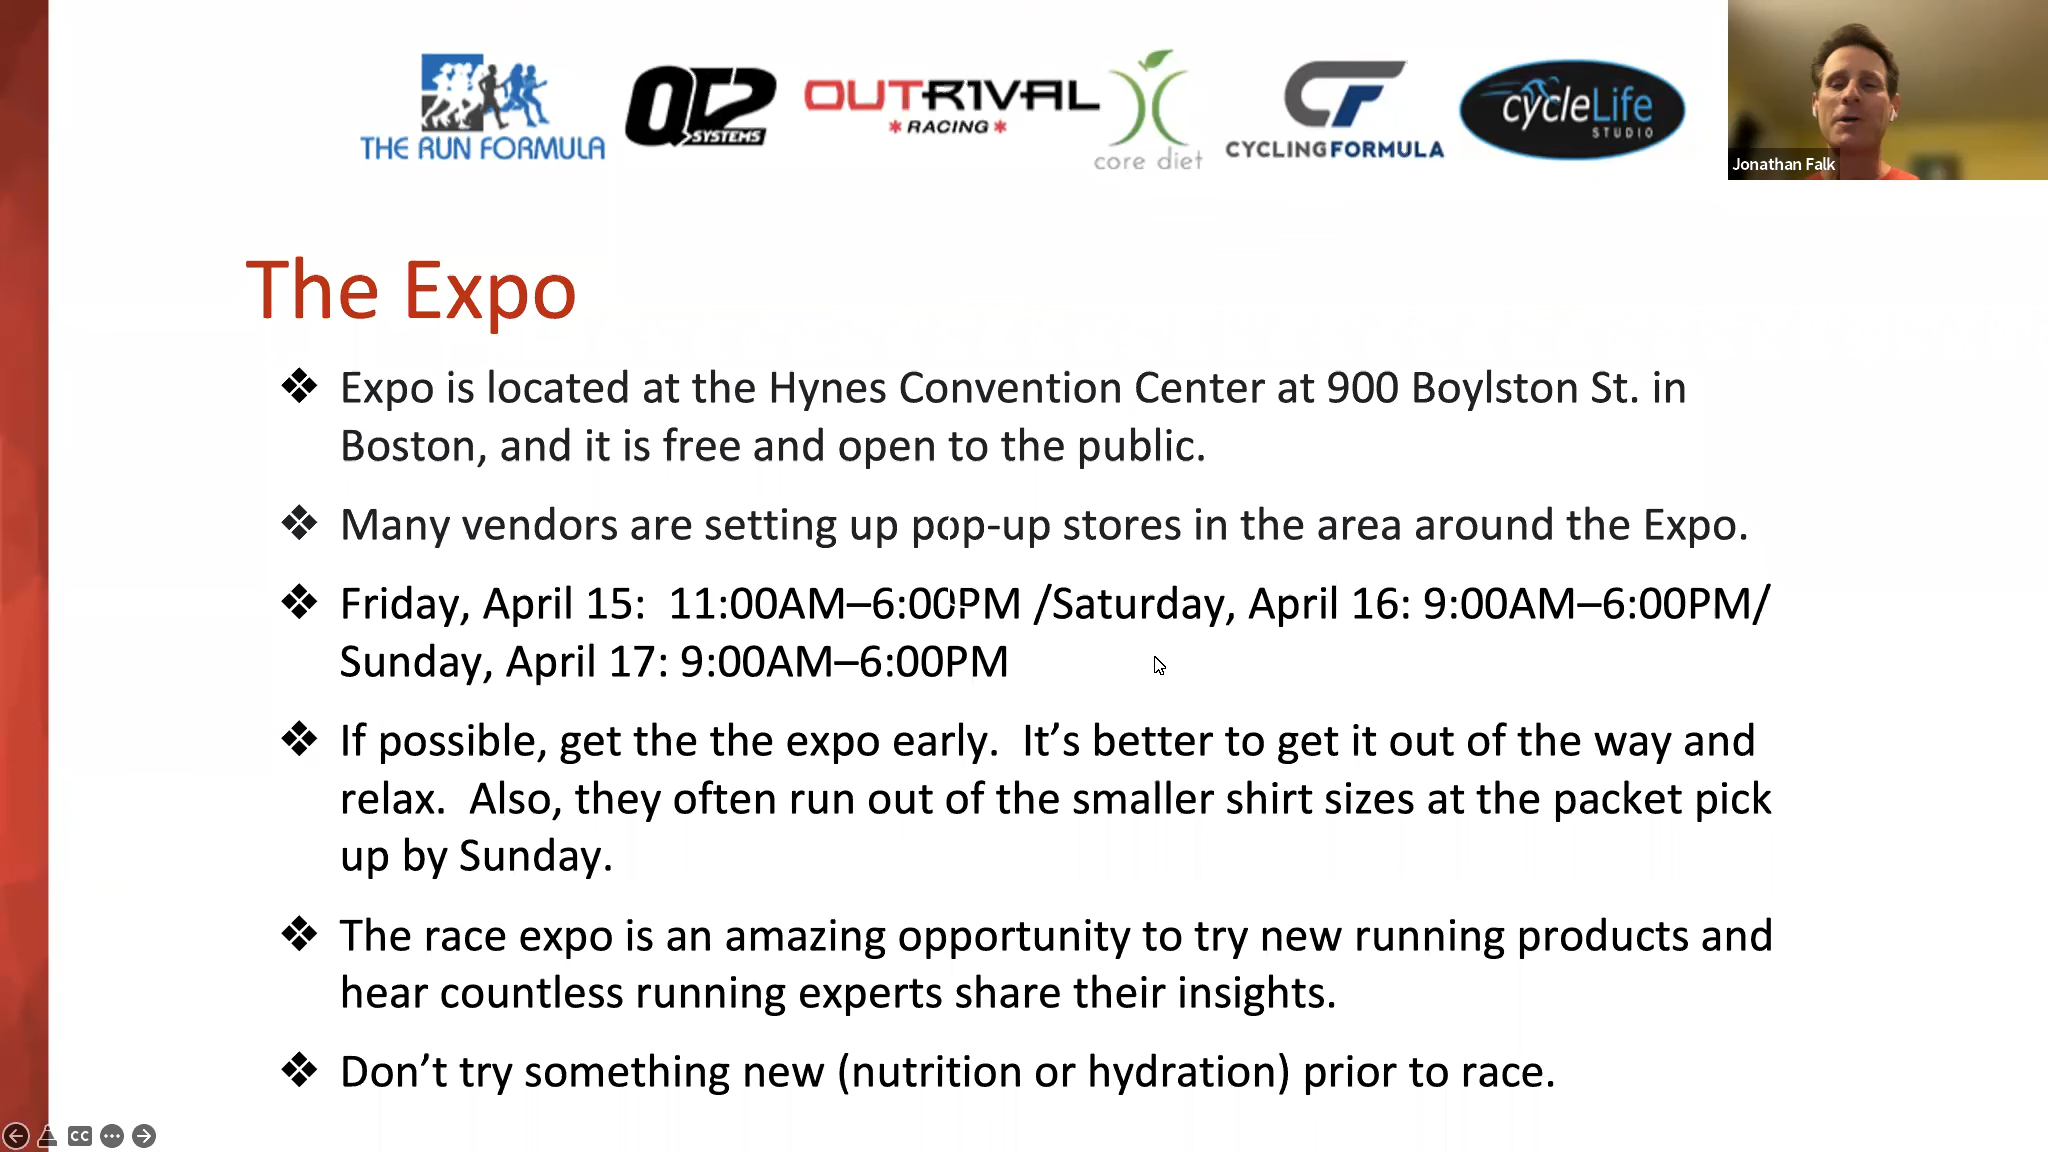 THE RUN FORMULA
QT2
SYSTEMS
OUTRIVAL
RACING
core diet
CYCLINGFORMULA
cycleLife
STUDIO
Jonathan Falk
The Expo
❖ Expo is located at the Hynes Convention Center at 900 Boylston St. in
Boston, and it is free and open to the public.
❖ Many vendors are setting up pop-up stores in the area around the Expo.
❖ Friday, April 15:  11:00AM–6:00PM /Saturday, April 16: 9:00AM–6:00PM/
Sunday, April 17: 9:00AM–6:00PM
❖ If possible, get the the expo early.  It’s better to get it out of the way and
relax.  Also, they often run out of the smaller shirt sizes at the packet pick
up by Sunday.
❖ The race expo is an amazing opportunity to try new running products and
hear countless running experts share their insights.
❖ Don’t try something new (nutrition or hydration) prior to race.
CC